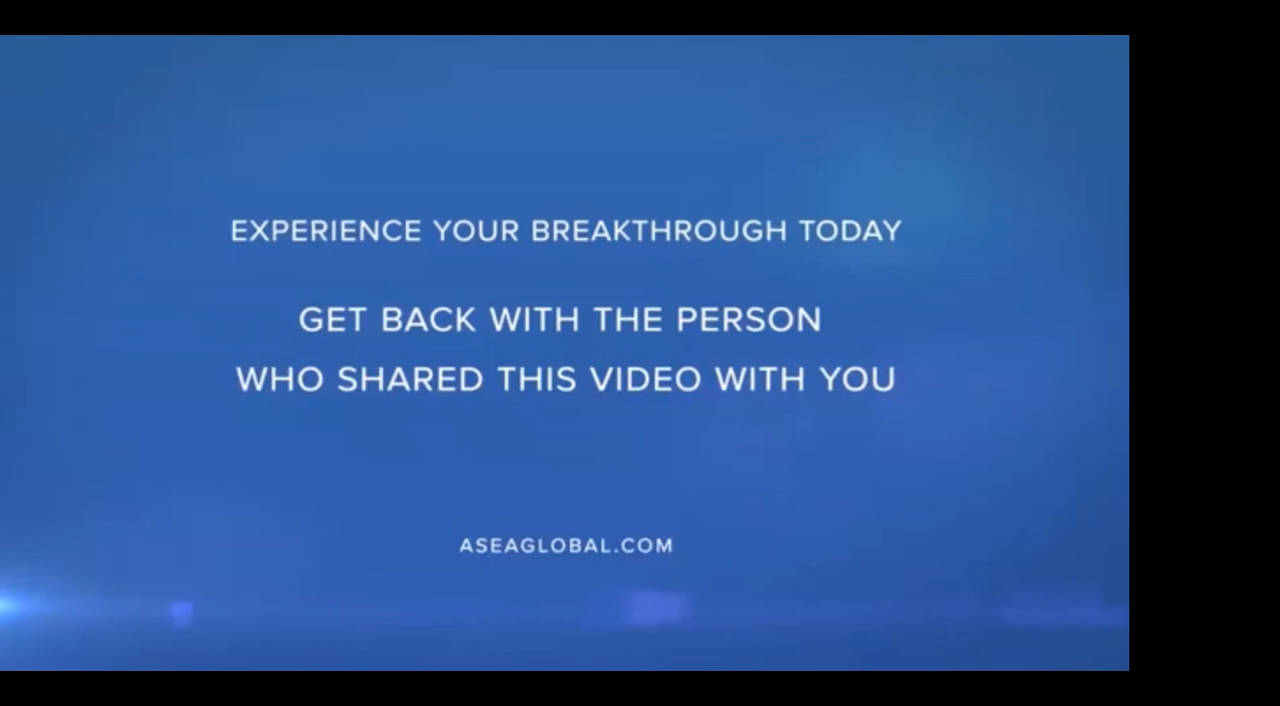 EXPERIENCE YOUR BREAKTHROUGH TODAY
GET BACK WITH THE PERSON
WHO SHARED THIS VIDEO WITH YOU
ASEAGLOBAL.COM